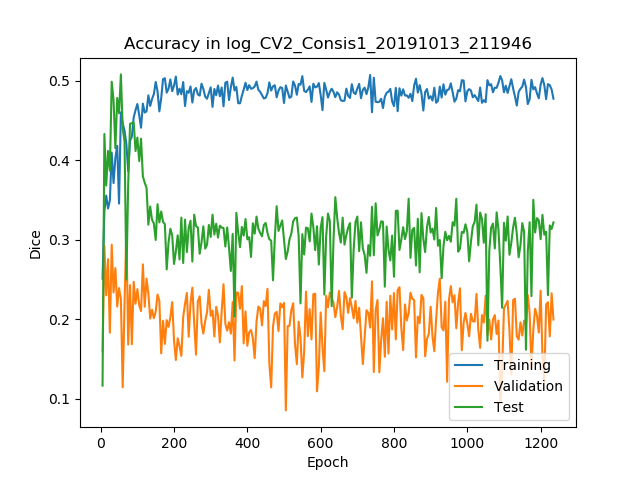 Accuracy in log_CV2_Consis1_20191013_211946
Dice
0.5
0.4
0.3
0.2
0.1
0 200 400 600 800 1000 1200
Epoch
Training
Validation
Test